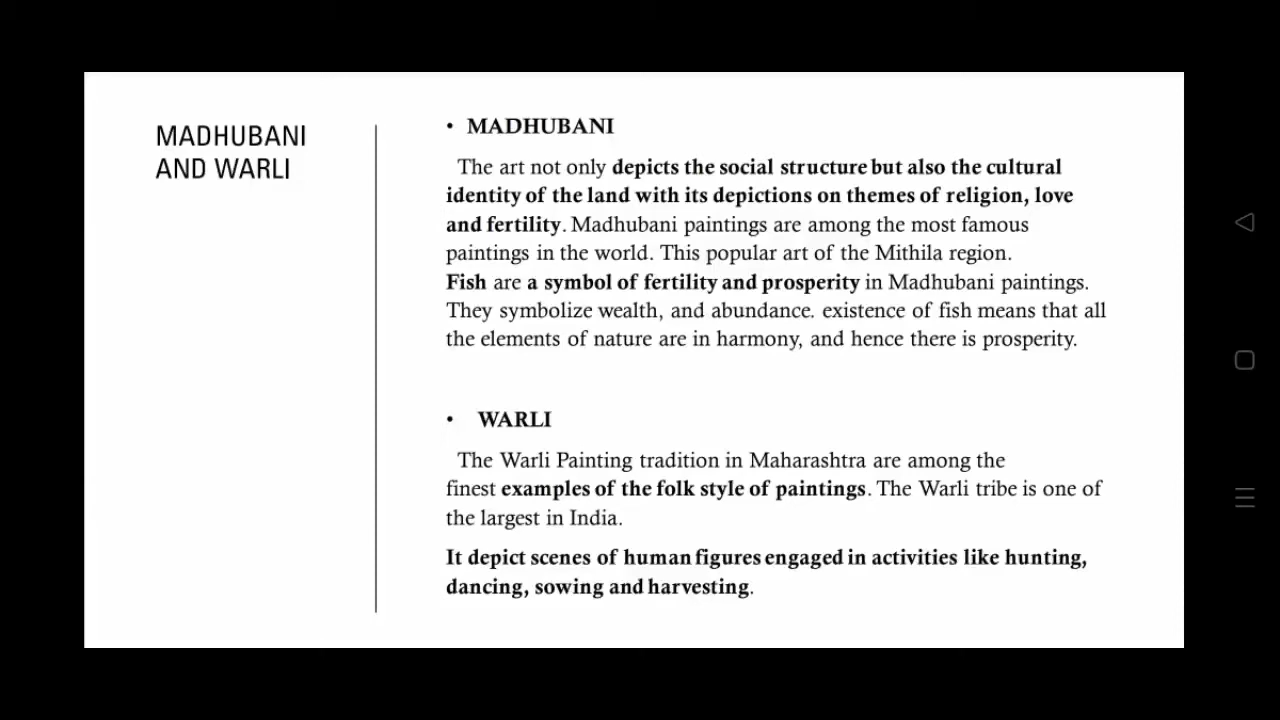 MADHUBANI
AND WARLI
• MADHUBANI
The art not only depicts the social structure but also the cultural
identity of the land with its depictions on themes of religion, love
and fertility. Madhubani paintings are among the most famous
paintings in the world. This popular art of the Mithila region.
Fish are a symbol of fertility and prosperity in Madhubani paintings.
They symbolize wealth, and abundance. existence of fish means that all
the elements of nature are in harmony, and hence there is prosperity.
• WARLI
The Warli Painting tradition in Maharashtra are among the
finest examples of the folk style of paintings. The Warli tribe is one of
the largest in India.
It depict scenes of human figures engaged in activities like hunting,
dancing, sowing and harvesting.